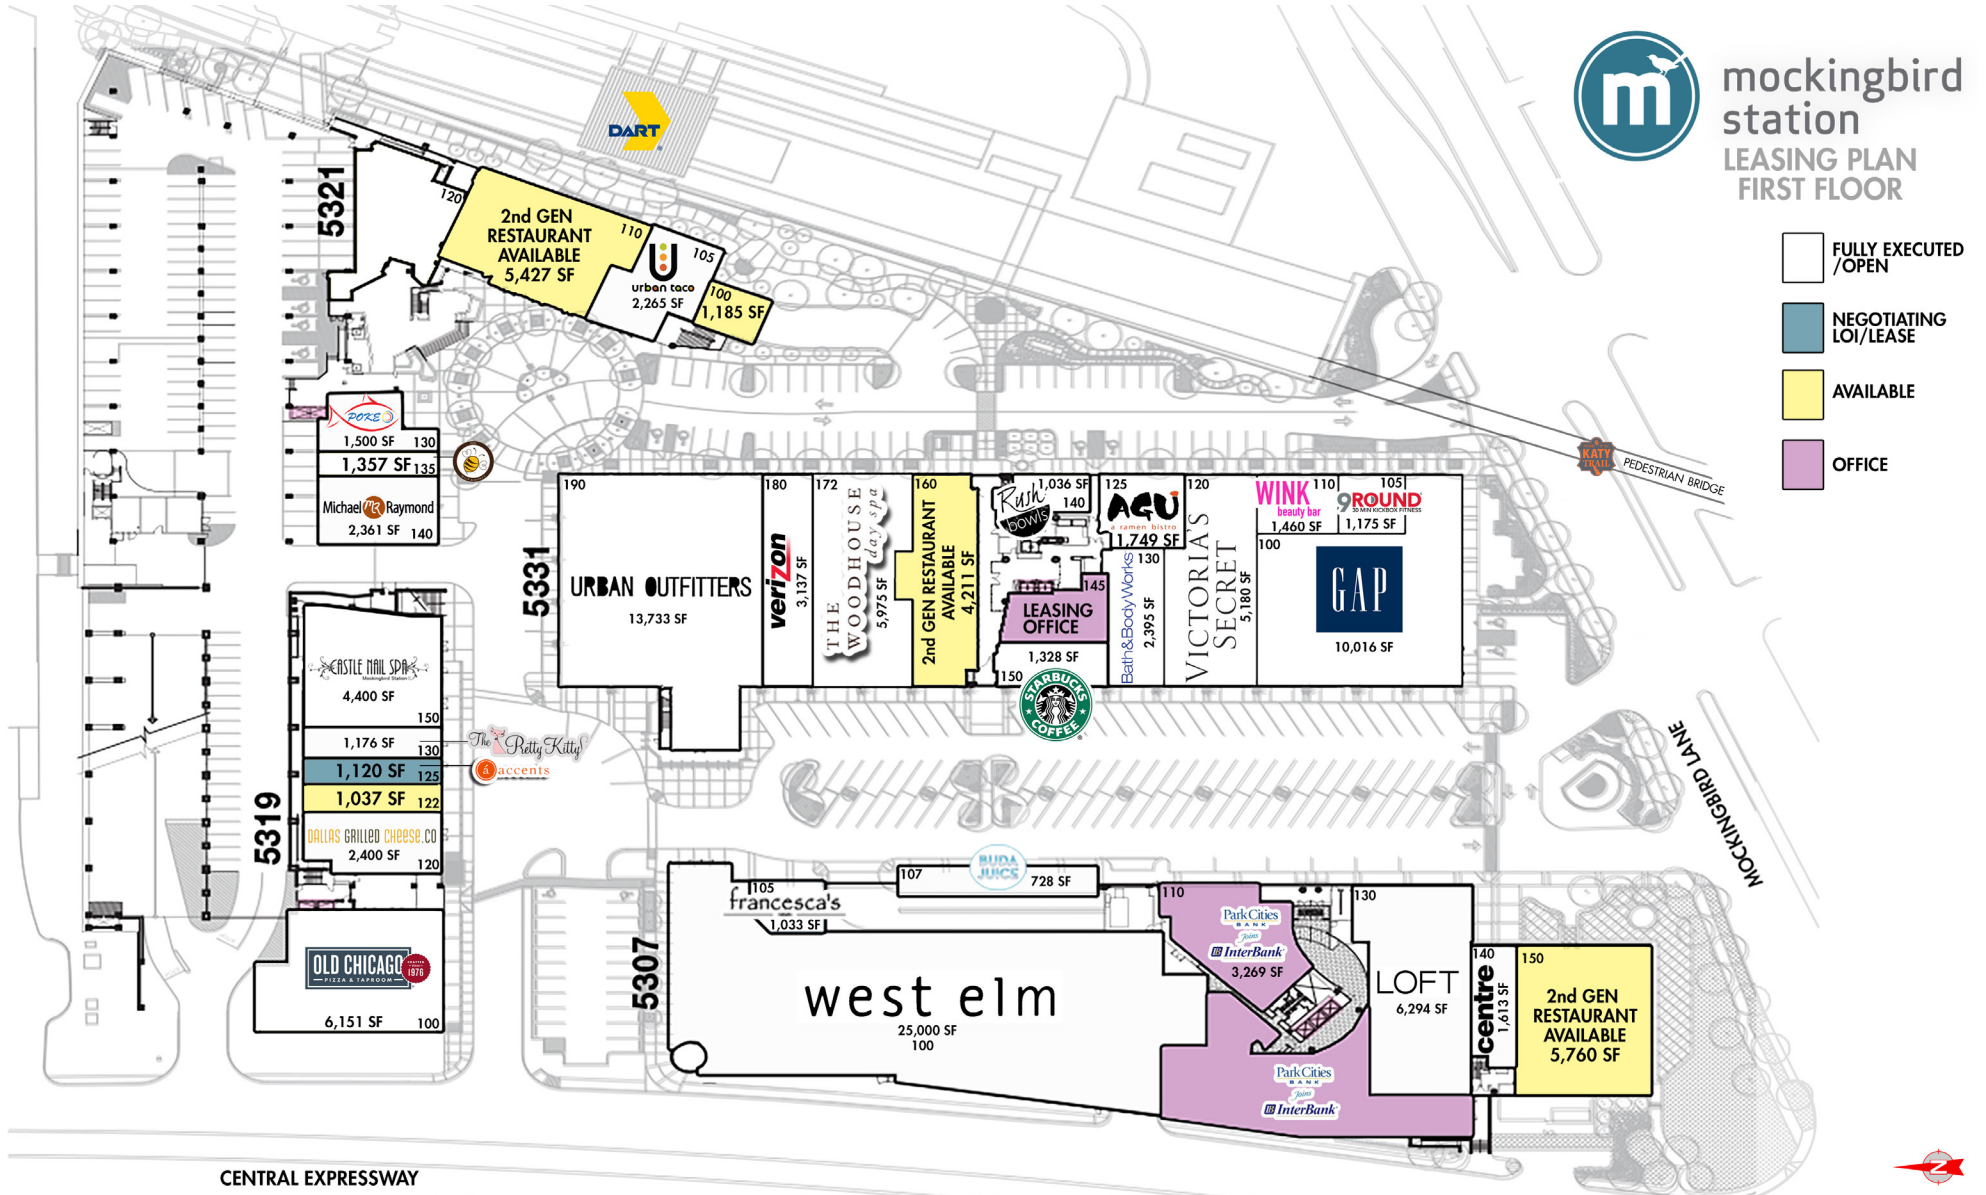 mockingbird
station
LEASING PLAN
FIRST FLOOR
FULLY EXECUTED
/OPEN
NEGOTIATING
LOI/LEASE
AVAILABLE
OFFICE
DART
5321
120
2nd GEN
RESTAURANT
AVAILABLE
5,427 SF
110
105
urban taco
2,265 SF
100
1,185 SF
POKE
1,500 SF 130
1,357 SF 135
Michael MR Raymond
2,361 SF 140
KATY
TRAIL
PEDESTRIAN BRIDGE
5331
190
URBAN OUTFITTERS
13,733 SF
180
verizon
3,137 SF
172
THE
WOODHOUSE
day spa
5,975 SF
160
2nd GEN RESTAURANT
AVAILABLE
4,211 SF
Rush
bowls
1,036 SF
140
125
AGU
a ramen bistro
1,749 SF
145
LEASING
OFFICE
1,328 SF
150
STARBUCKS
COFFEE
130
Bath&BodyWorks
2,395 SF
120
VICTORIA'S
SECRET
5,180 SF
110
WINK
beauty bar
1,460 SF
105
9ROUND
30 MIN KICKBOX FITNESS
1,175 SF
100
GAP
10,016 SF
5319
CASTLE NAIL SPA
Mockingbird Station
4,400 SF
150
1,176 SF
130
The Pretty Kitty
1,120 SF 125
á accents
1,037 SF 122
DALLAS GRILLED CHEESE.CO
2,400 SF
120
OLD CHICAGO
PIZZA & TAPROOM
1976
6,151 SF 100
MOCKINGBIRD LANE
5307
105
francesca's
1,033 SF
107
BUDA
JUICE
728 SF
west elm
25,000 SF
100
110
Park Cities
BANK
Joins
IB InterBank
3,269 SF
Park Cities
BANK
Joins
IB InterBank
130
LOFT
6,294 SF
140
centre
1,613 SF
150
2nd GEN
RESTAURANT
AVAILABLE
5,760 SF
CENTRAL EXPRESSWAY
Z